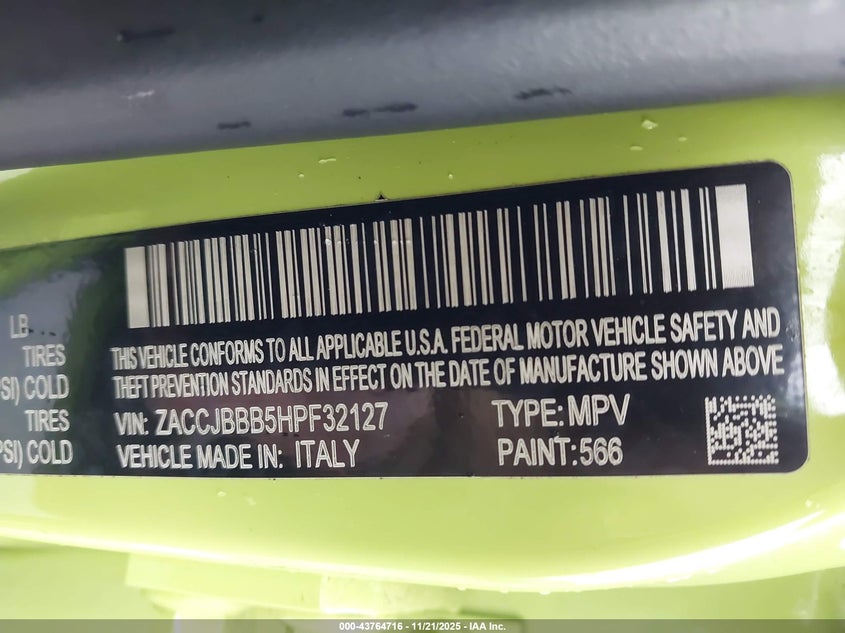 LB
TIRES
SI) COLD
TIRES
PSI) COLD
THIS VEHICLE CONFORMS TO ALL APPLICABLE U.S.A. FEDERAL MOTOR VEHICLE SAFETY AND
THEFT PREVENTION STANDARDS IN EFFECT ON THE DATE OF MANUFACTURE SHOWN ABOVE
VIN: ZACCJBBB5HPF32127 TYPE: MPV
VEHICLE MADE IN: ITALY PAINT: 566
000-43764716 - 11/21/2025 - IAA Inc.